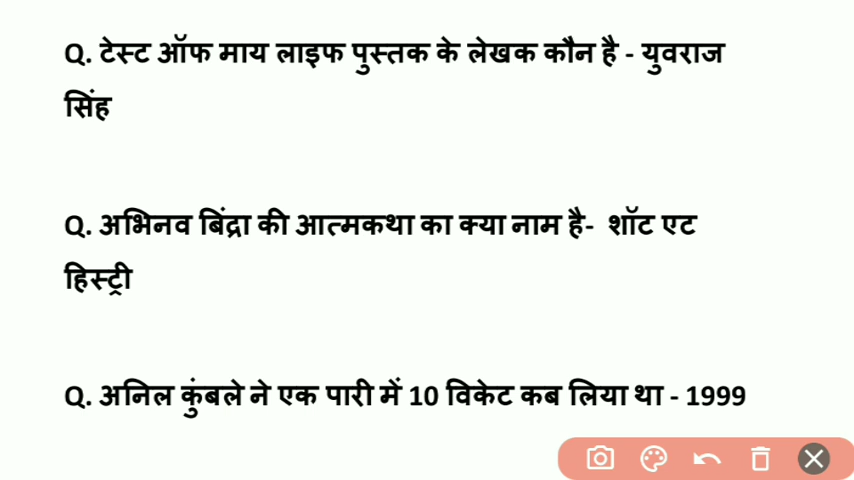 Q. टेस्ट ऑफ माय लाइफ पुस्तक के लेखक कौन है - युवराज
सिंह
Q. अभिनव बिंद्रा की आत्मकथा का क्या नाम है-  शॉट एट
हिस्ट्री
Q. अनिल कुंबले ने एक पारी में 10 विकेट कब लिया था - 1999